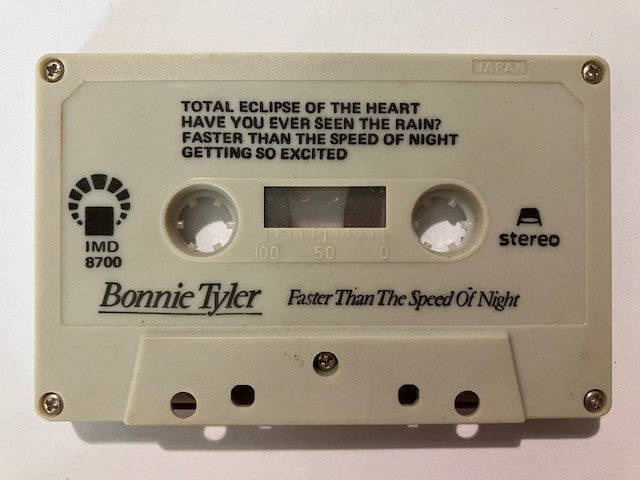 JAPAN
TOTAL ECLIPSE OF THE HEART
HAVE YOU EVER SEEN THE RAIN?
FASTER THAN THE SPEED OF NIGHT
GETTING SO EXCITED
IMD
8700
100 50 0
stereo
Bonnie Tyler Faster Than The Speed Of Night